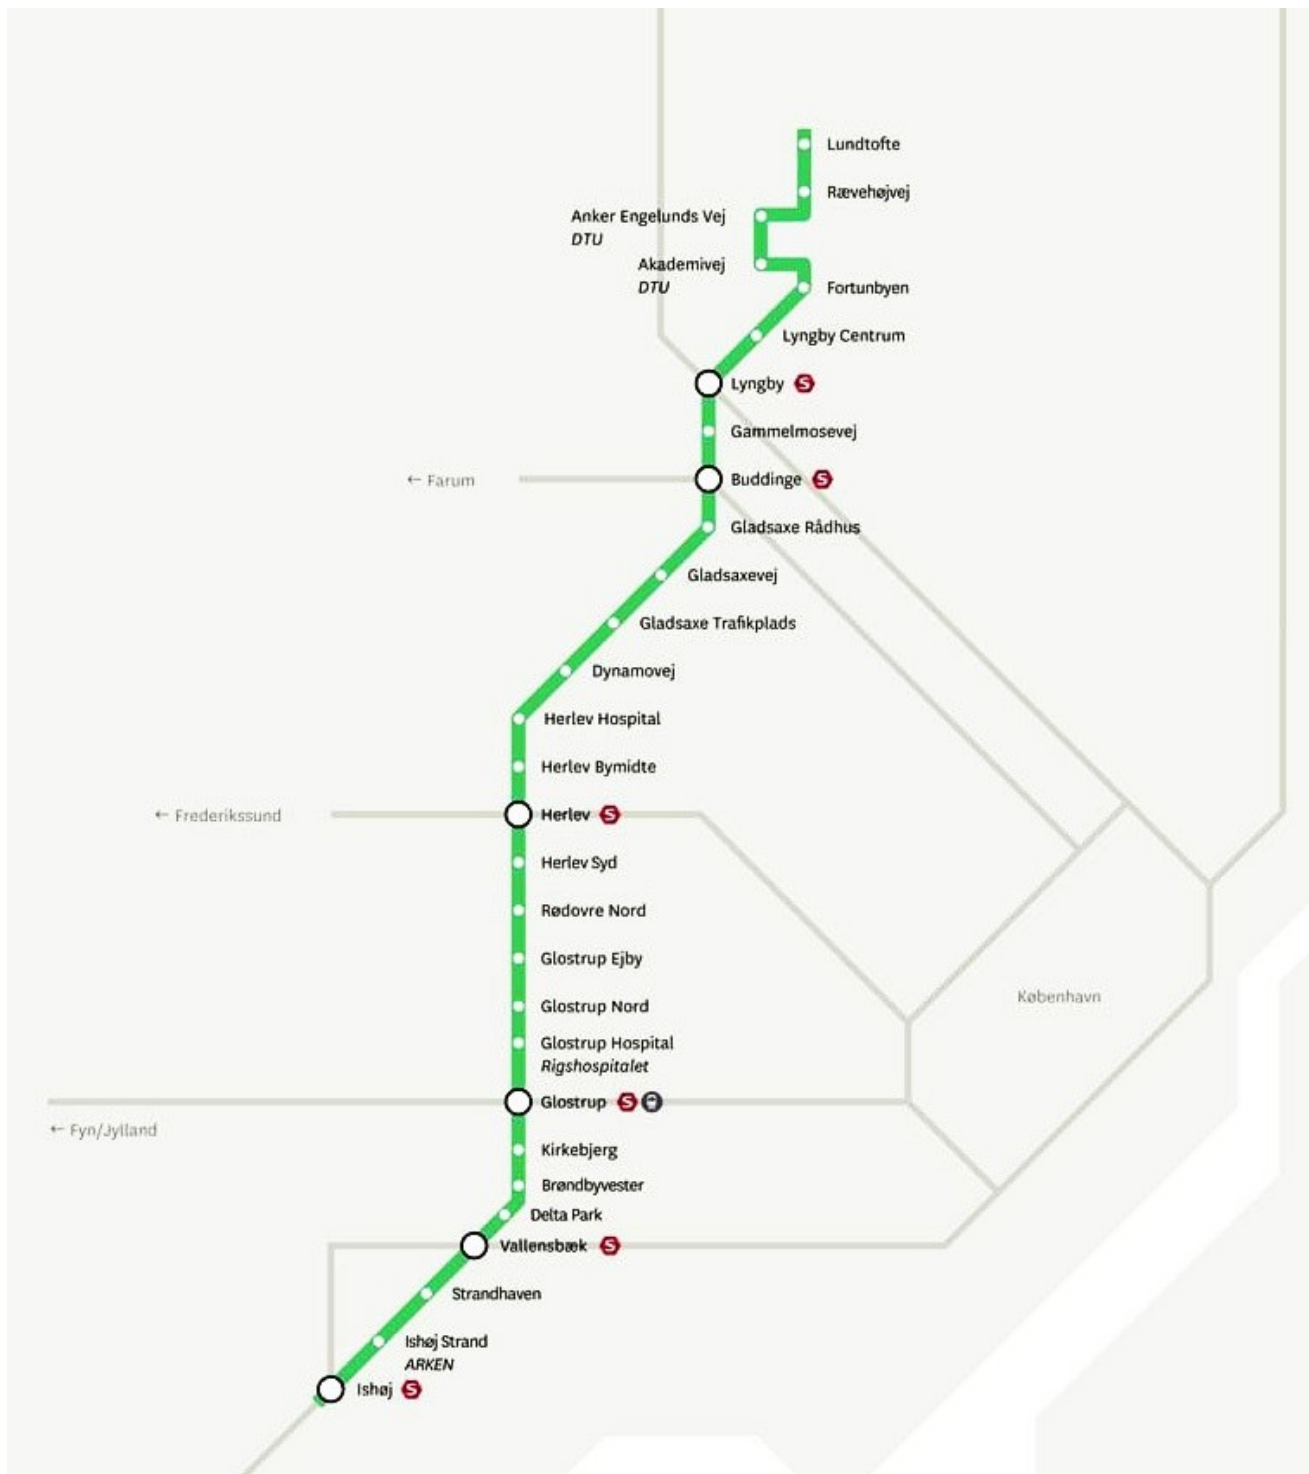 Lundtofte
Rævehøjvej
Anker Engelunds Vej
DTU
Akademivej
DTU
Fortunbyen
Lyngby Centrum
Lyngby S
Gammelmosevej
← Farum
Buddinge S
Gladsaxe Rådhus
Gladsaxevej
Gladsaxe Trafikplads
Dynamovej
Herlev Hospital
Herlev Bymidte
← Frederikssund
Herlev S
Herlev Syd
Rødovre Nord
Glostrup Ejby
København
Glostrup Nord
Glostrup Hospital
Rigshospitalet
Glostrup S
← Fyn/Jylland
Kirkebjerg
Brøndbyvester
Delta Park
Vallensbæk S
Strandhaven
Ishøj Strand
ARKEN
Ishøj S